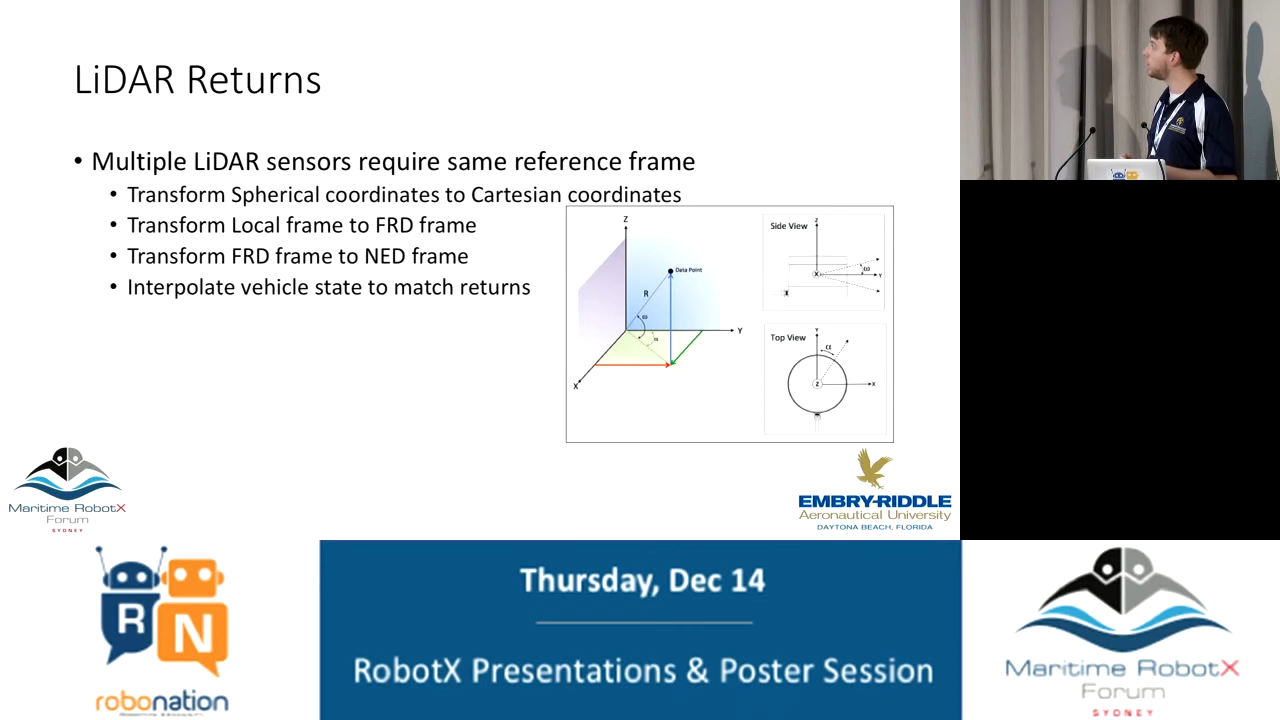 LiDAR Returns
• Multiple LiDAR sensors require same reference frame
• Transform Spherical coordinates to Cartesian coordinates
• Transform Local frame to FRD frame
• Transform FRD frame to NED frame
• Interpolate vehicle state to match returns
Z
Data Point
R
ω
α
Y
X
Side View
Z
X
ω
Y
Top View
Y
α
Z
X
Maritime RobotX
Forum
SYDNEY
EMBRY-RIDDLE
Aeronautical University
DAYTONA BEACH, FLORIDA
RN
robonation
Thursday, Dec 14
RobotX Presentations & Poster Session
Maritime RobotX
Forum
SYDNEY